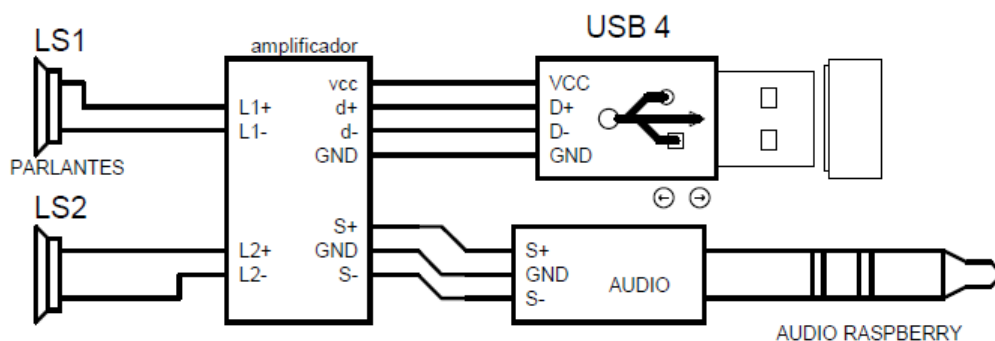 LS1
PARLANTES
LS2
amplificador
L1+
L1-
L2+
L2-
vcc
d+
d-
GND
S+
GND
S-
USB 4
VCC
D+
D-
GND
S+
GND
S-
AUDIO
AUDIO RASPBERRY